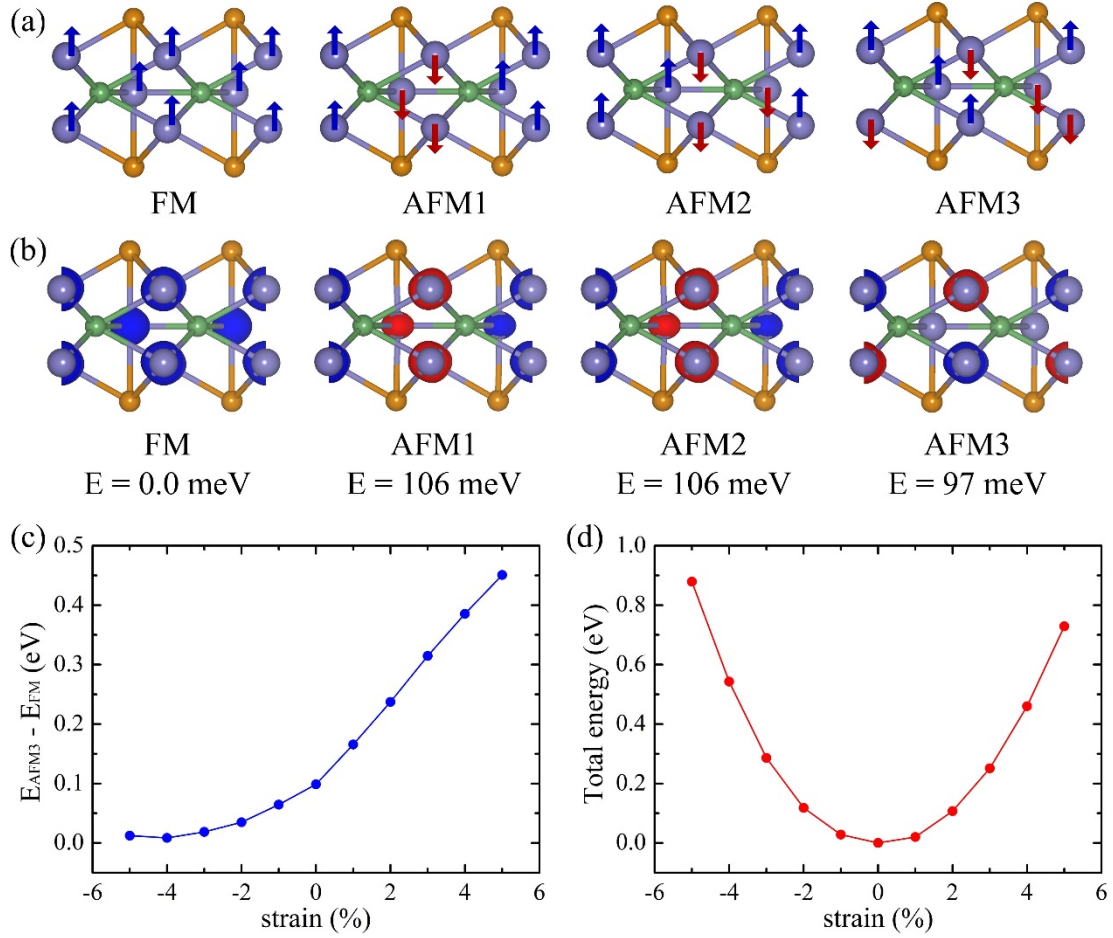 (a)
FM AFM1 AFM2 AFM3
(b)
FM AFM1 AFM2 AFM3
E = 0.0 meV E = 106 meV E = 106 meV E = 97 meV
(c)
0.5
0.4
0.3
0.2
0.1
0.0
E_AFM3 - E_FM (eV)
-6 -4 -2 0 2 4 6
strain (%)
(d)
1.0
0.8
0.6
0.4
0.2
0.0
Total energy (eV)
-6 -4 -2 0 2 4 6
strain (%)